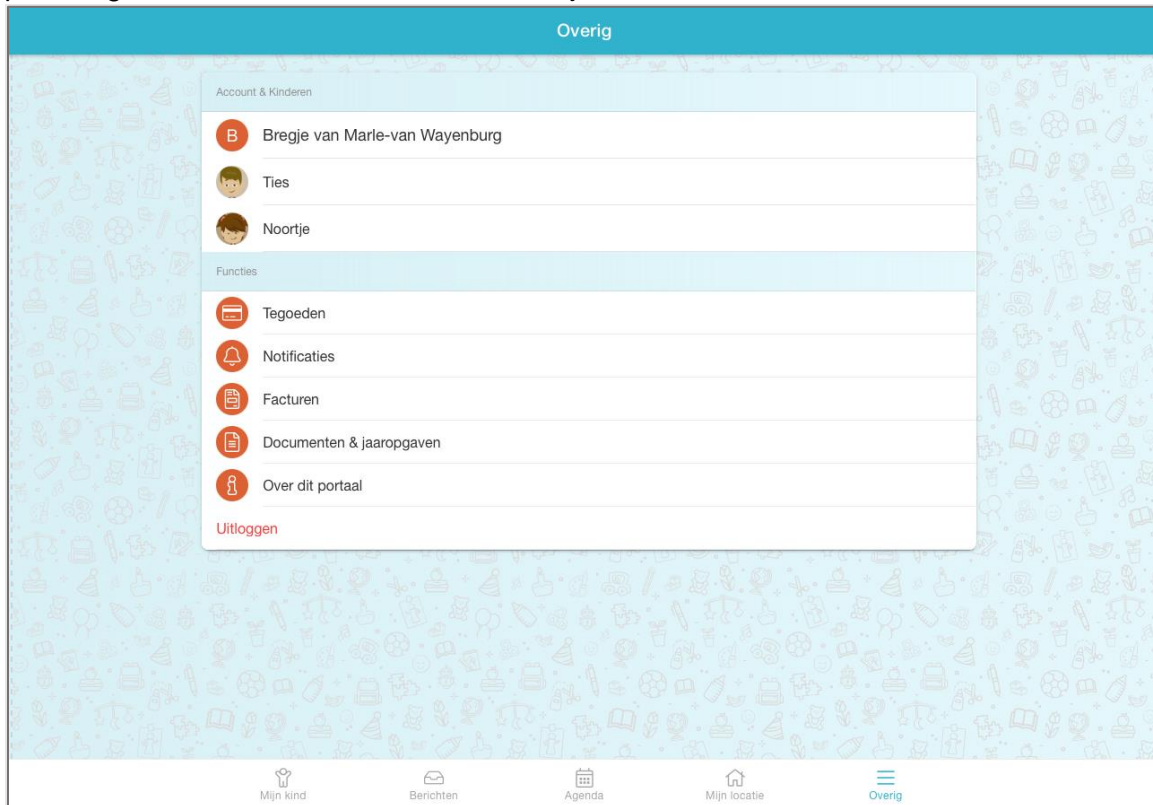 Overig
Account & Kinderen
B
Bregje van Marle-van Wayenburg
Ties
Noortje
Functies
Tegoeden
Notificaties
Facturen
Documenten & jaaropgaven
Over dit portaal
Uitloggen
Mijn kind
Berichten
Agenda
Mijn locatie
Overig